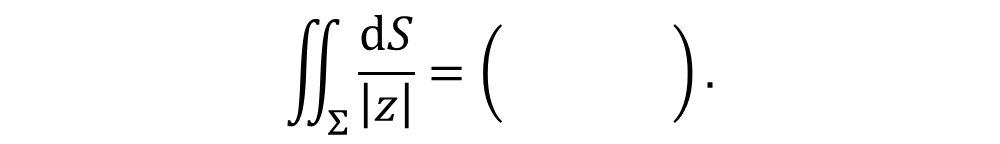 ∬_Σ dS/|z| = (      ).